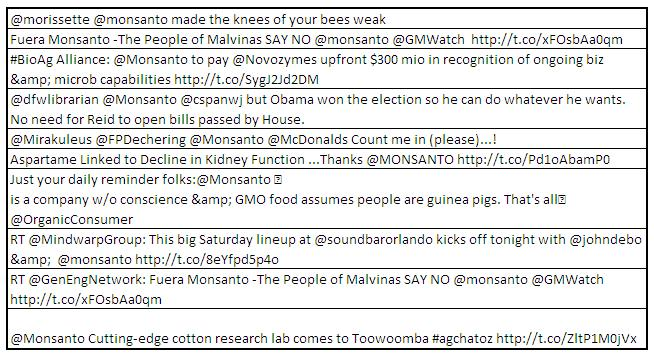 @morissette @monsanto made the knees of your bees weak
Fuera Monsanto -The People of Malvinas SAY NO @monsanto @GMWatch http://t.co/xFOsbAa0qm
#BioAg Alliance: @Monsanto to pay @Novozymes upfront $300 mio in recognition of ongoing biz
&amp; microb capabilities http://t.co/SygJ2Jd2DM
@dfwlibrarian @Monsanto @cspanwj but Obama won the election so he can do whatever he wants.
No need for Reid to open bills passed by House.
@Mirakuleus @FPDechering @Monsanto @McDonalds Count me in (please)...!
Aspartame Linked to Decline in Kidney Function ...Thanks @MONSANTO http://t.co/Pd1oAbamP0
Just your daily reminder folks:@Monsanto
is a company w/o conscience &amp; GMO food assumes people are guinea pigs. That's all
@OrganicConsumer
RT @MindwarpGroup: This big Saturday lineup at @soundbarorlando kicks off tonight with @johndebo
&amp; @monsanto http://t.co/8eYfpd5p4o
RT @GenEngNetwork: Fuera Monsanto -The People of Malvinas SAY NO @monsanto @GMWatch
http://t.co/xFOsbAa0qm
@Monsanto Cutting-edge cotton research lab comes to Toowoomba #agchatoz http://t.co/ZltP1M0jVx